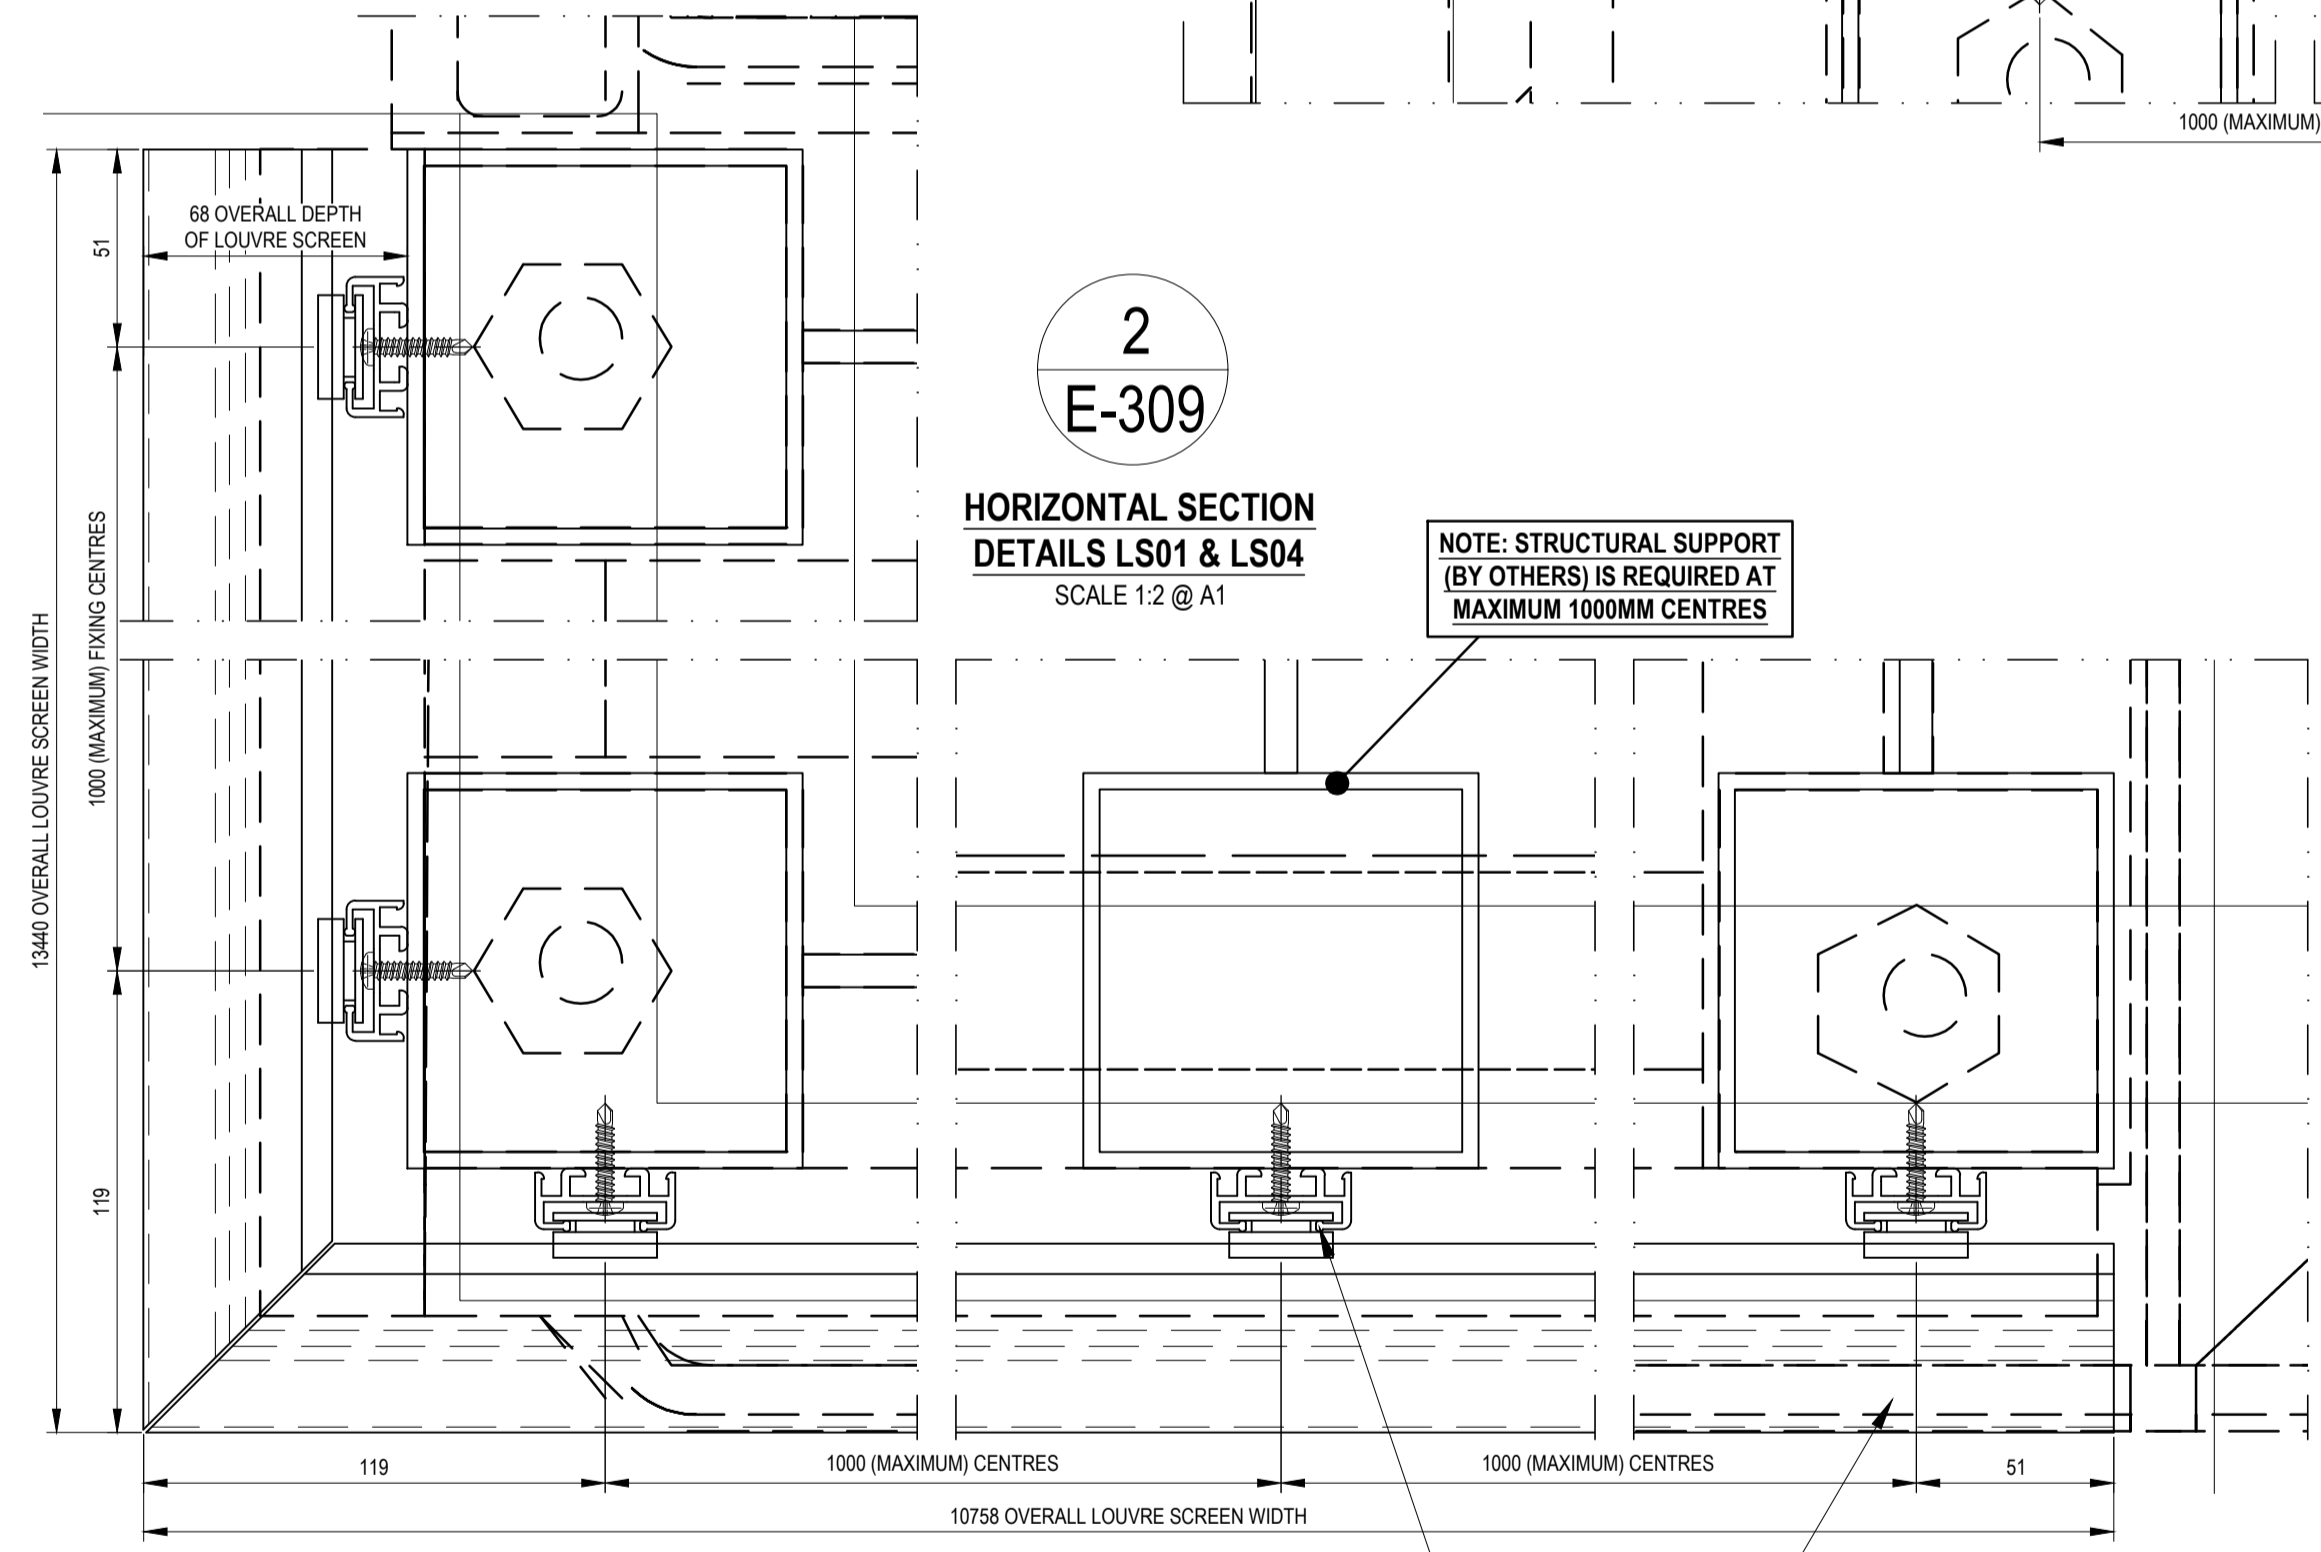 1000 (MAXIMUM)
68 OVERALL DEPTH
OF LOUVRE SCREEN
51
2
E-309
HORIZONTAL SECTION
DETAILS LS01 & LS04
SCALE 1:2 @ A1
NOTE: STRUCTURAL SUPPORT
(BY OTHERS) IS REQUIRED AT
MAXIMUM 1000MM CENTRES
1000 (MAXIMUM) FIXING CENTRES
13440 OVERALL LOUVRE SCREEN WIDTH
119
119
1000 (MAXIMUM) CENTRES
1000 (MAXIMUM) CENTRES
51
10758 OVERALL LOUVRE SCREEN WIDTH